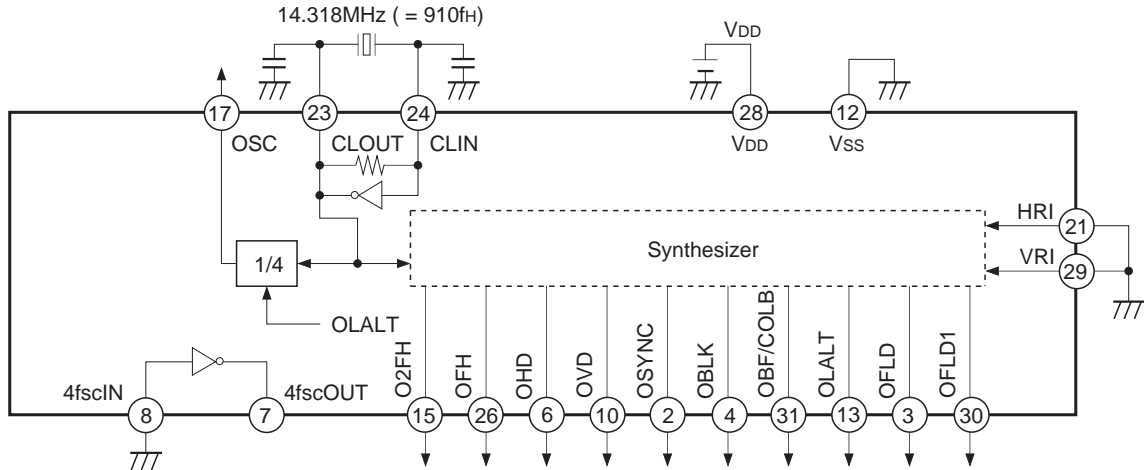 14.318MHz ( = 910fH)
VDD
17
23
24
28
12
OSC
CLOUT
CLIN
VDD
VSS
HRI
21
Synthesizer
VRI
1/4
29
OLALT
O2FH
OFH
OHD
OVD
OSYNC
OBLK
OBF/COLB
OLALT
OFLD
OFLD1
4fscIN
4fscOUT
8
7
15
26
6
10
2
4
31
13
3
30